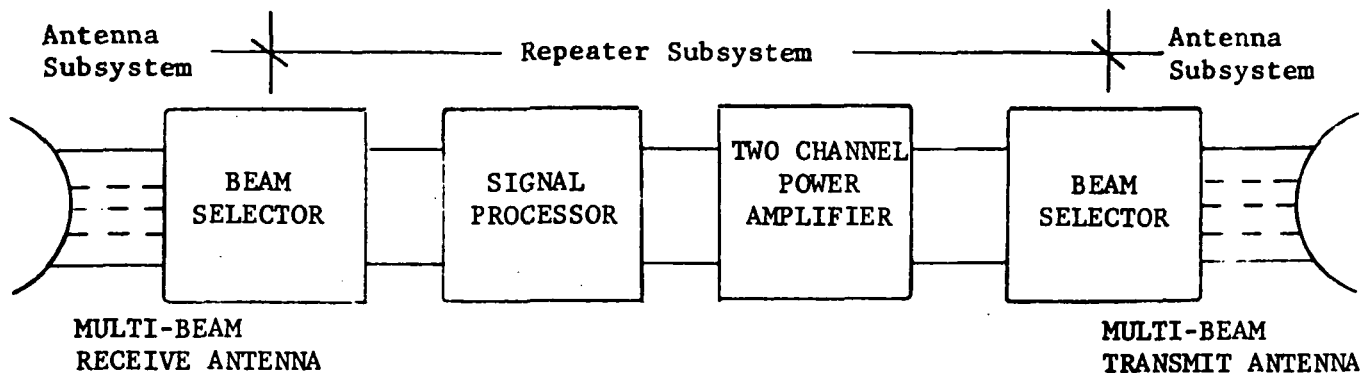 Antenna
Subsystem
Repeater Subsystem
Antenna
Subsystem
BEAM
SELECTOR
SIGNAL
PROCESSOR
TWO CHANNEL
POWER
AMPLIFIER
BEAM
SELECTOR
MULTI-BEAM
RECEIVE ANTENNA
MULTI-BEAM
TRANSMIT ANTENNA